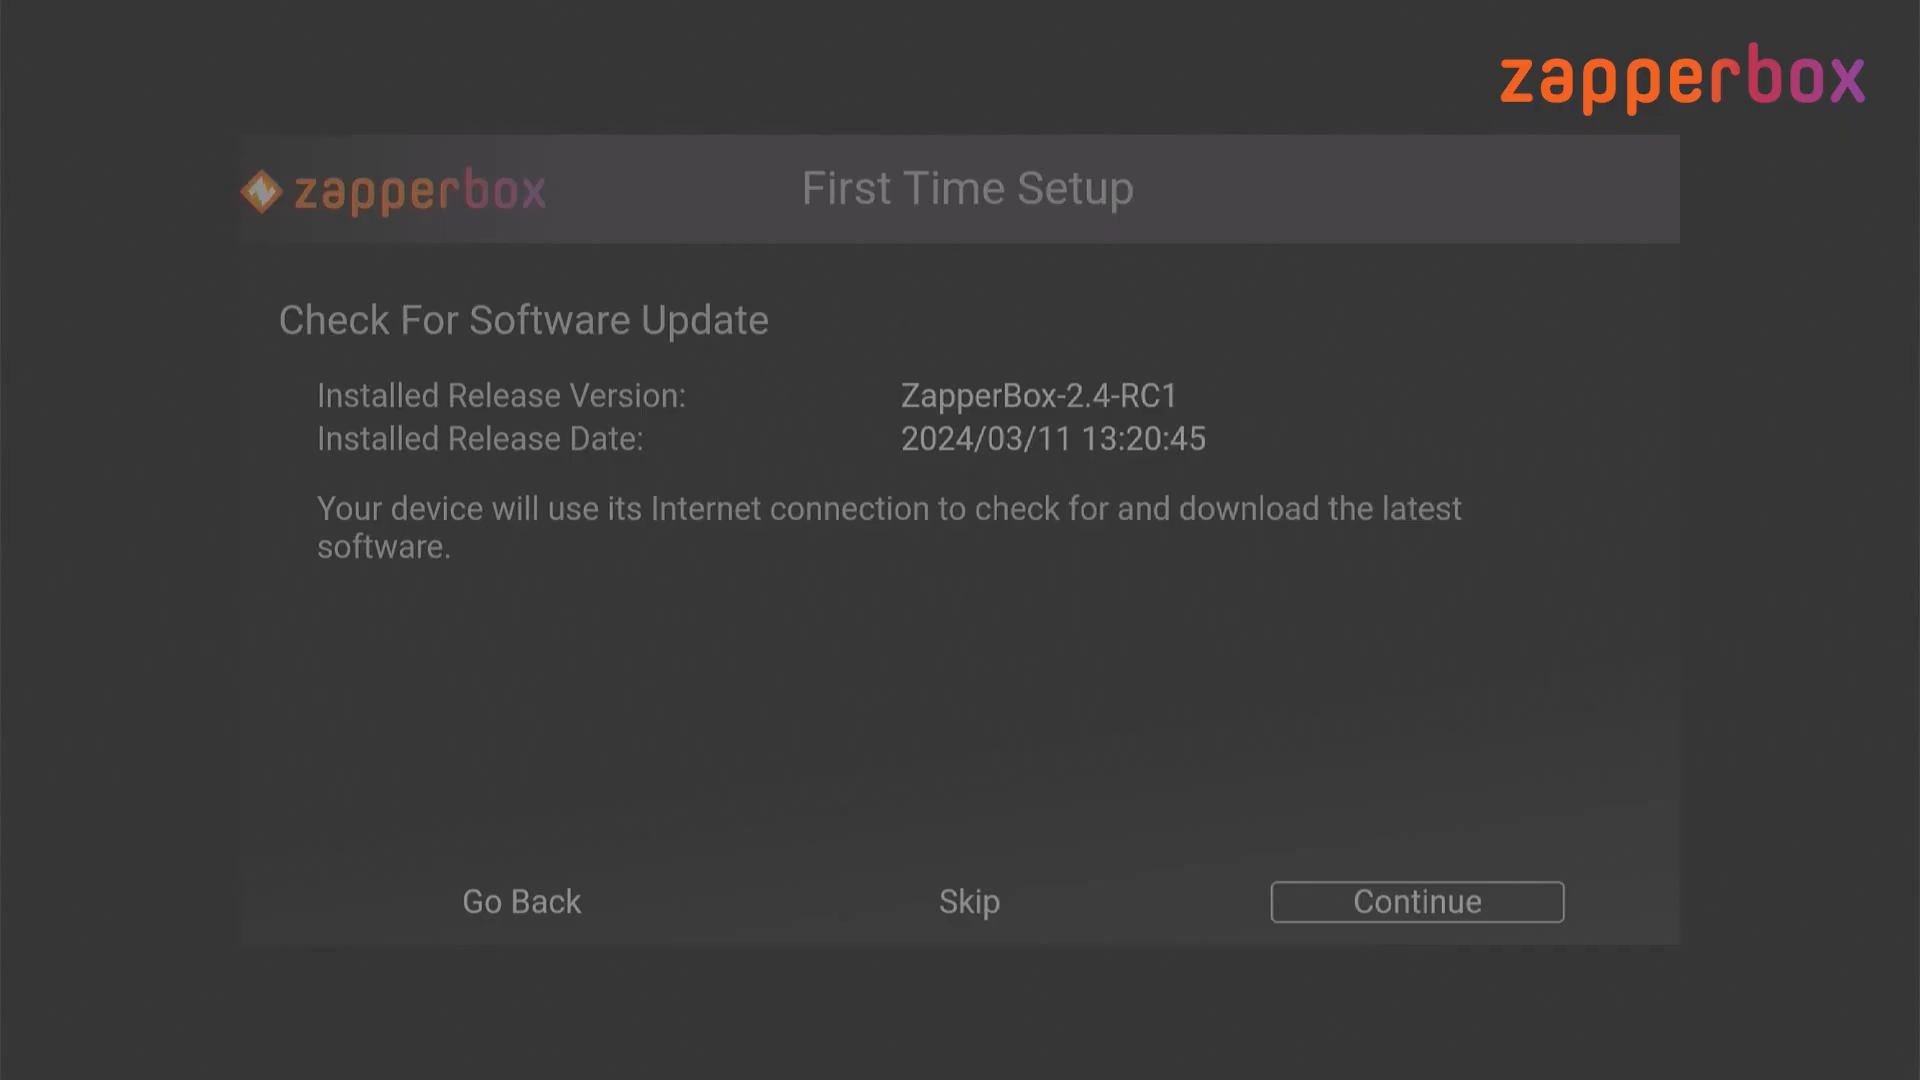 zapperbox
zapperbox
First Time Setup
Check For Software Update
Installed Release Version: ZapperBox-2.4-RC1
Installed Release Date: 2024/03/11 13:20:45
Your device will use its Internet connection to check for and download the latest
software.
Go Back Skip Continue